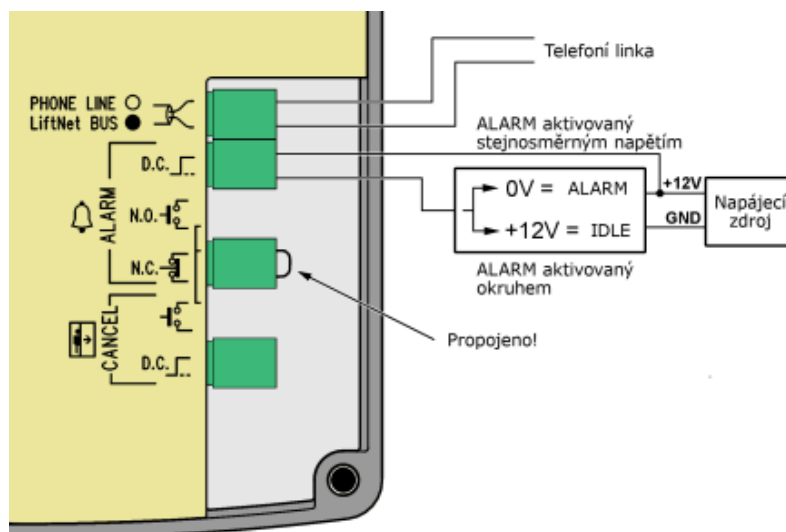 Telefoní linka
PHONE LINE
LiftNet BUS
ALARM
D.C.
N.O.
N.C.
CANCEL
D.C.
ALARM aktivovaný
stejnosměrným napětím
0V = ALARM
+12V = IDLE
+12V
GND
Napájecí
zdroj
ALARM aktivovaný
okruhem
Propojeno!